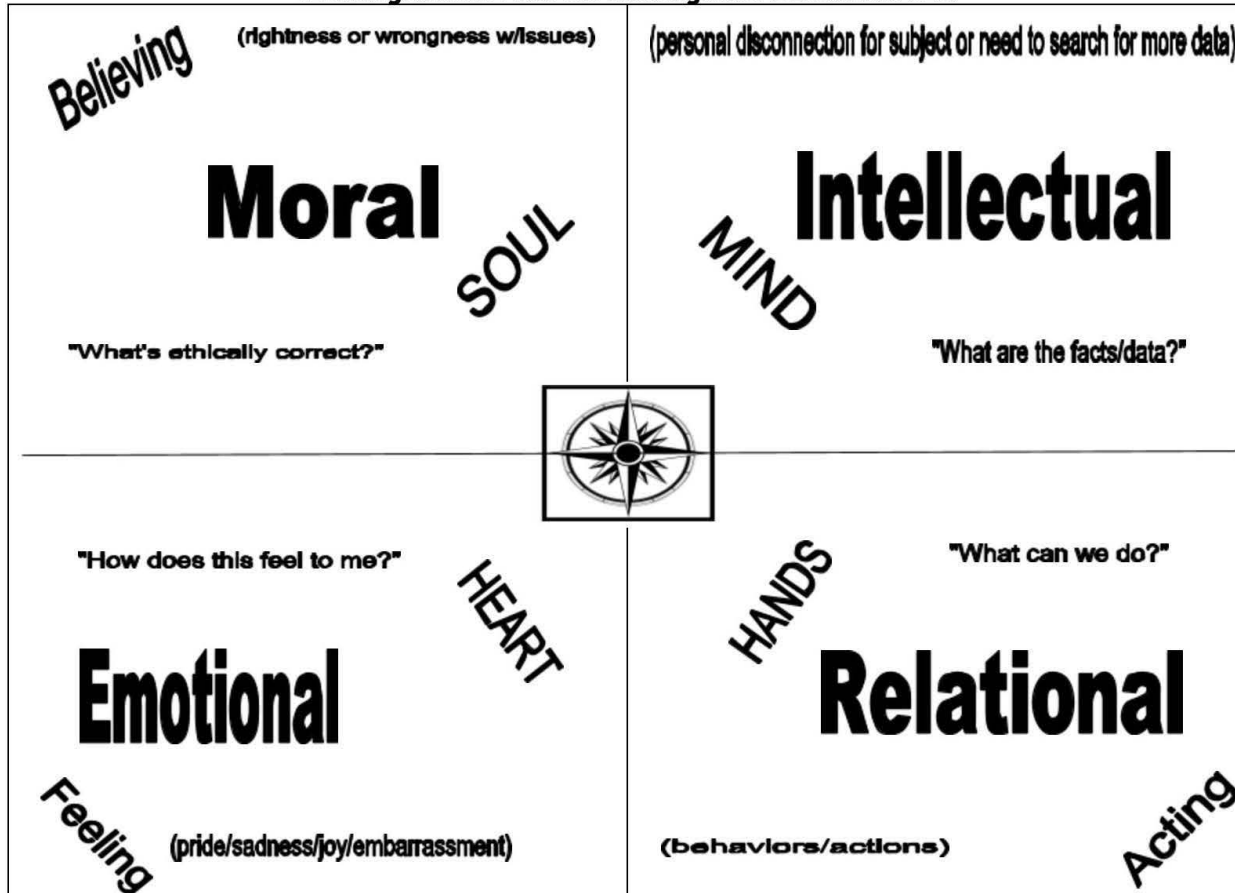 Believing
(rightness or wrongness w/issues)
Moral
SOUL
"What's ethically correct?"
(personal disconnection for subject or need to search for more data)
Intellectual
MIND
"What are the facts/data?"
"How does this feel to me?"
HEART
Emotional
Feeling
(pride/sadness/joy/embarrassment)
"What can we do?"
HANDS
Relational
Acting
(behaviors/actions)